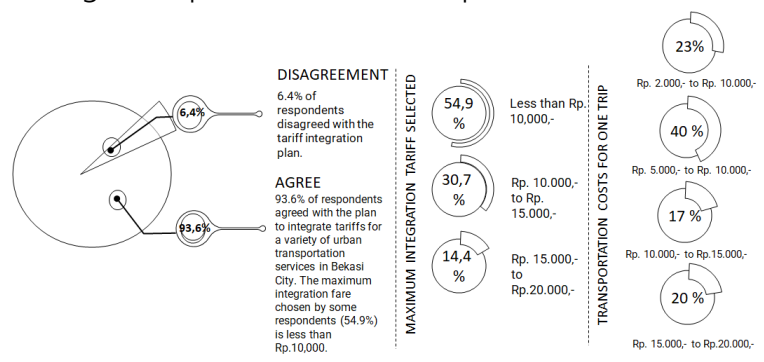 6,4%
93,6%
DISAGREEMENT
6.4% of
respondents
disagreed with the
tariff integration
plan.
AGREE
93.6% of respondents
agreed with the plan
to integrate tariffs for
a variety of urban
transportation
services in Bekasi
City. The maximum
integration fare
chosen by some
respondents (54.9%)
is less than
Rp.10,000.
MAXIMUM INTEGRATION TARIFF SELECTED
54,9
%
Less than Rp.
10,000,-
30,7
%
Rp. 10.000,-
to Rp.
15.000,-
14,4
%
Rp. 15.000,-
to
Rp.20.000,-
TRANSPORTATION COSTS FOR ONE TRIP
23%
Rp. 2.000,- to Rp. 10.000,-
40 %
Rp. 5.000,- to Rp. 10.000,-
17 %
Rp. 10.000,- to Rp.15.000,-
20 %
Rp. 15.000,- to Rp.20.000,-